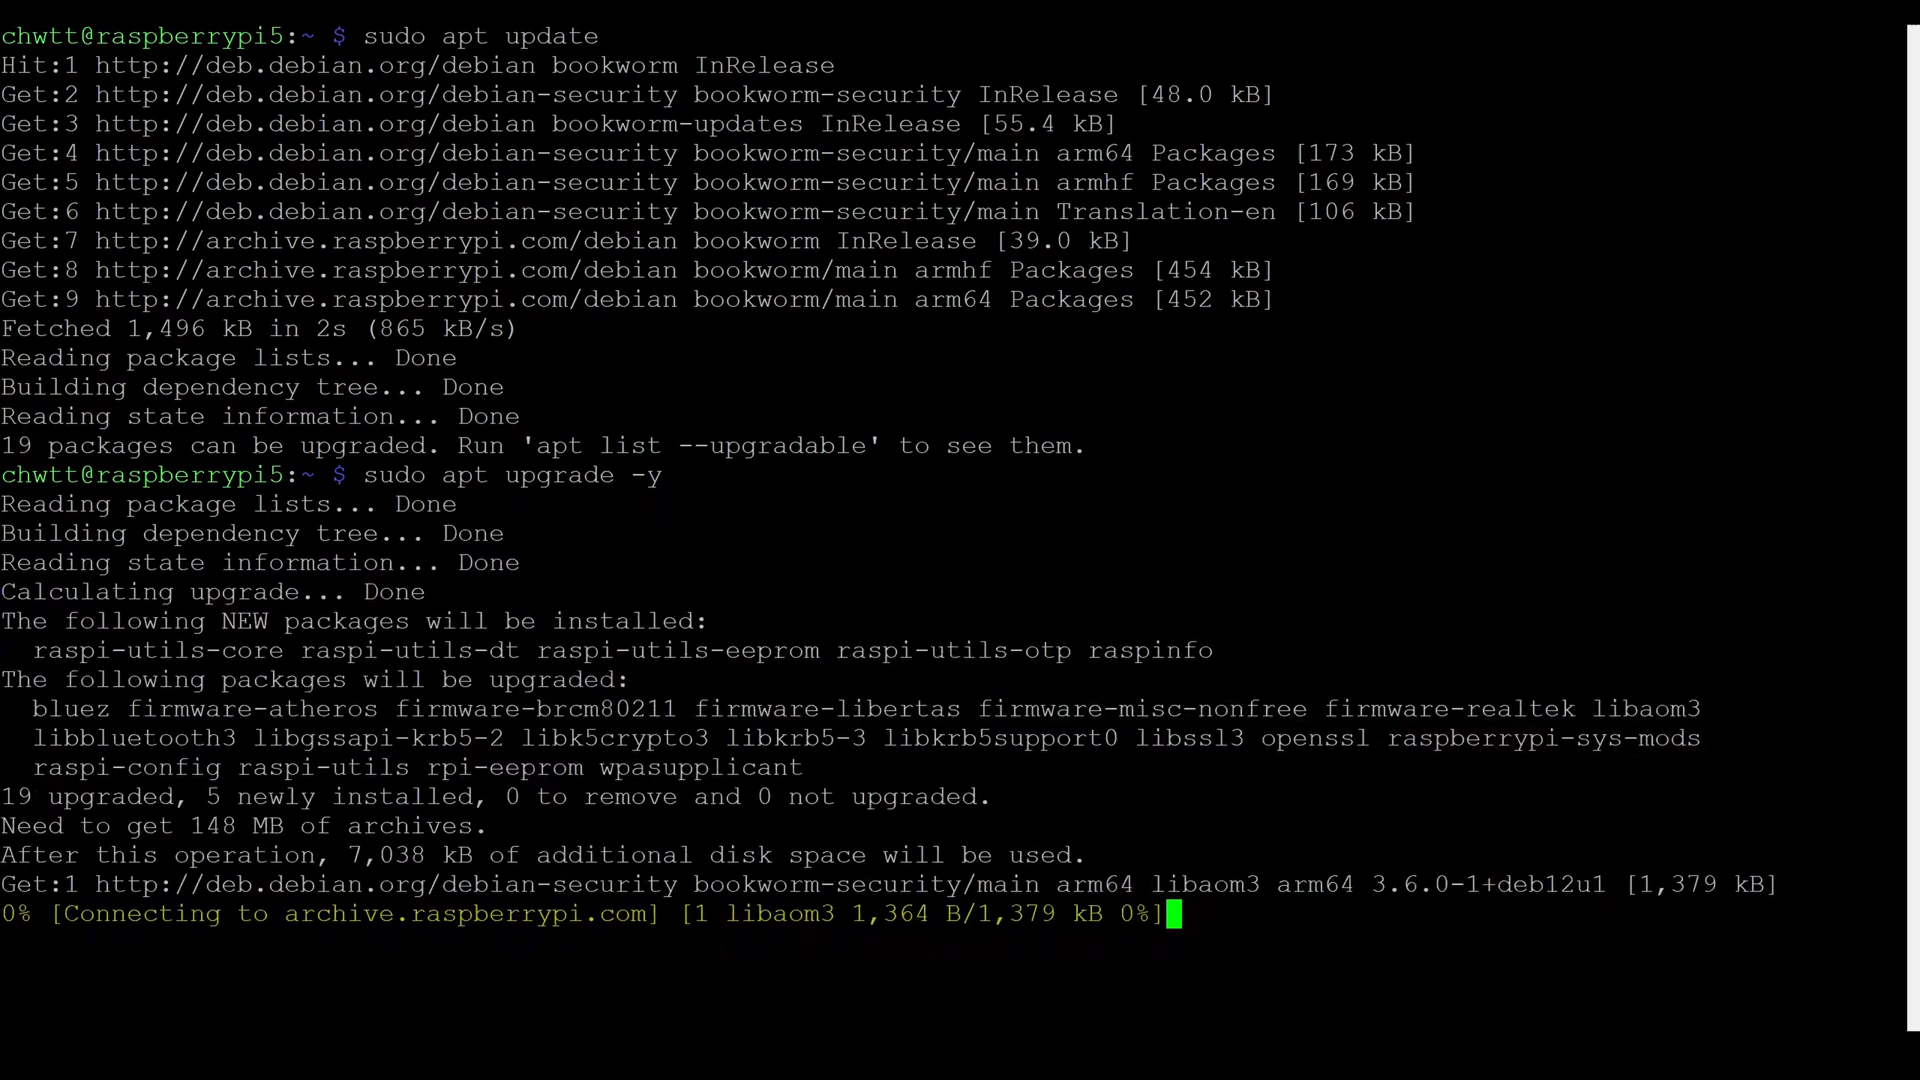 chwtt@raspberrypi5:~ $ sudo apt update
Hit:1 http://deb.debian.org/debian bookworm InRelease
Get:2 http://deb.debian.org/debian-security bookworm-security InRelease [48.0 kB]
Get:3 http://deb.debian.org/debian bookworm-updates InRelease [55.4 kB]
Get:4 http://deb.debian.org/debian-security bookworm-security/main arm64 Packages [173 kB]
Get:5 http://deb.debian.org/debian-security bookworm-security/main armhf Packages [169 kB]
Get:6 http://deb.debian.org/debian-security bookworm-security/main Translation-en [106 kB]
Get:7 http://archive.raspberrypi.com/debian bookworm InRelease [39.0 kB]
Get:8 http://archive.raspberrypi.com/debian bookworm/main armhf Packages [454 kB]
Get:9 http://archive.raspberrypi.com/debian bookworm/main arm64 Packages [452 kB]
Fetched 1,496 kB in 2s (865 kB/s)
Reading package lists... Done
Building dependency tree... Done
Reading state information... Done
19 packages can be upgraded. Run 'apt list --upgradable' to see them.
chwtt@raspberrypi5:~ $ sudo apt upgrade -y
Reading package lists... Done
Building dependency tree... Done
Reading state information... Done
Calculating upgrade... Done
The following NEW packages will be installed:
  raspi-utils-core raspi-utils-dt raspi-utils-eeprom raspi-utils-otp raspinfo
The following packages will be upgraded:
  bluez firmware-atheros firmware-brcm80211 firmware-libertas firmware-misc-nonfree firmware-realtek libaom3
  libbluetooth3 libgssapi-krb5-2 libk5crypto3 libkrb5-3 libkrb5support0 libssl3 openssl raspberrypi-sys-mods
  raspi-config raspi-utils rpi-eeprom wpasupplicant
19 upgraded, 5 newly installed, 0 to remove and 0 not upgraded.
Need to get 148 MB of archives.
After this operation, 7,038 kB of additional disk space will be used.
Get:1 http://deb.debian.org/debian-security bookworm-security/main arm64 libaom3 arm64 3.6.0-1+deb12u1 [1,379 kB]
0% [Connecting to archive.raspberrypi.com] [1 libaom3 1,364 B/1,379 kB 0%]